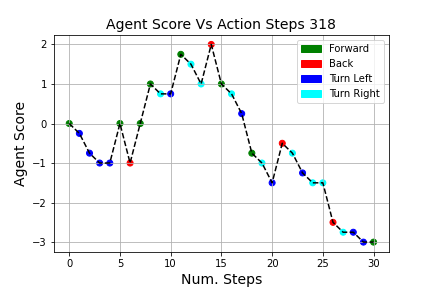 Agent Score Vs Action Steps 318
Agent Score
2
1
0
−1
−2
−3
Forward
Back
Turn Left
Turn Right
0 5 10 15 20 25 30
Num. Steps